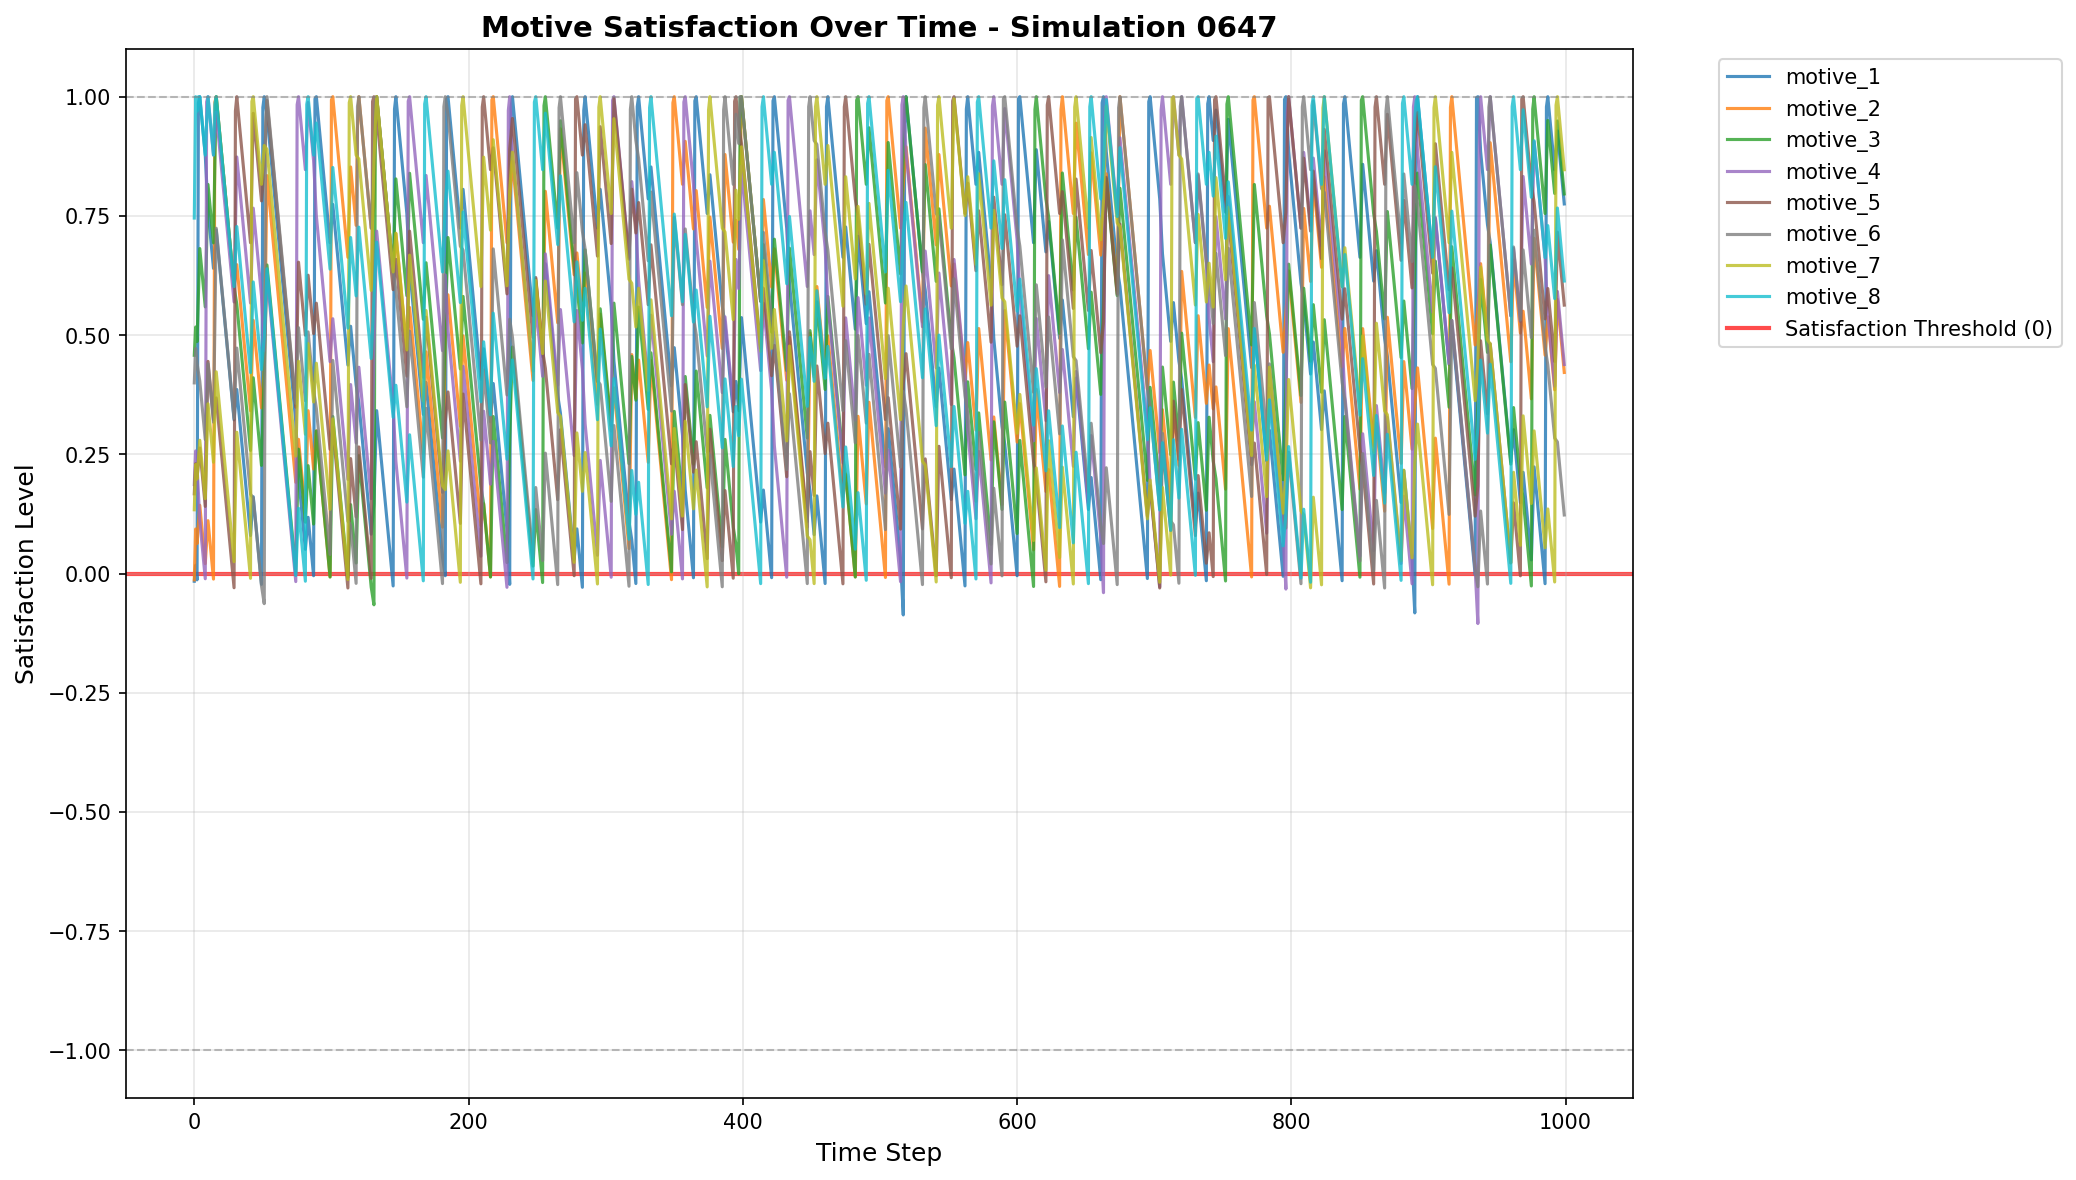 Motive Satisfaction Over Time - Simulation 0647
Satisfaction Level
1.00
0.75
0.50
0.25
0.00
−0.25
−0.50
−0.75
−1.00
0
200
400
600
800
1000
Time Step
motive_1
motive_2
motive_3
motive_4
motive_5
motive_6
motive_7
motive_8
Satisfaction Threshold (0)